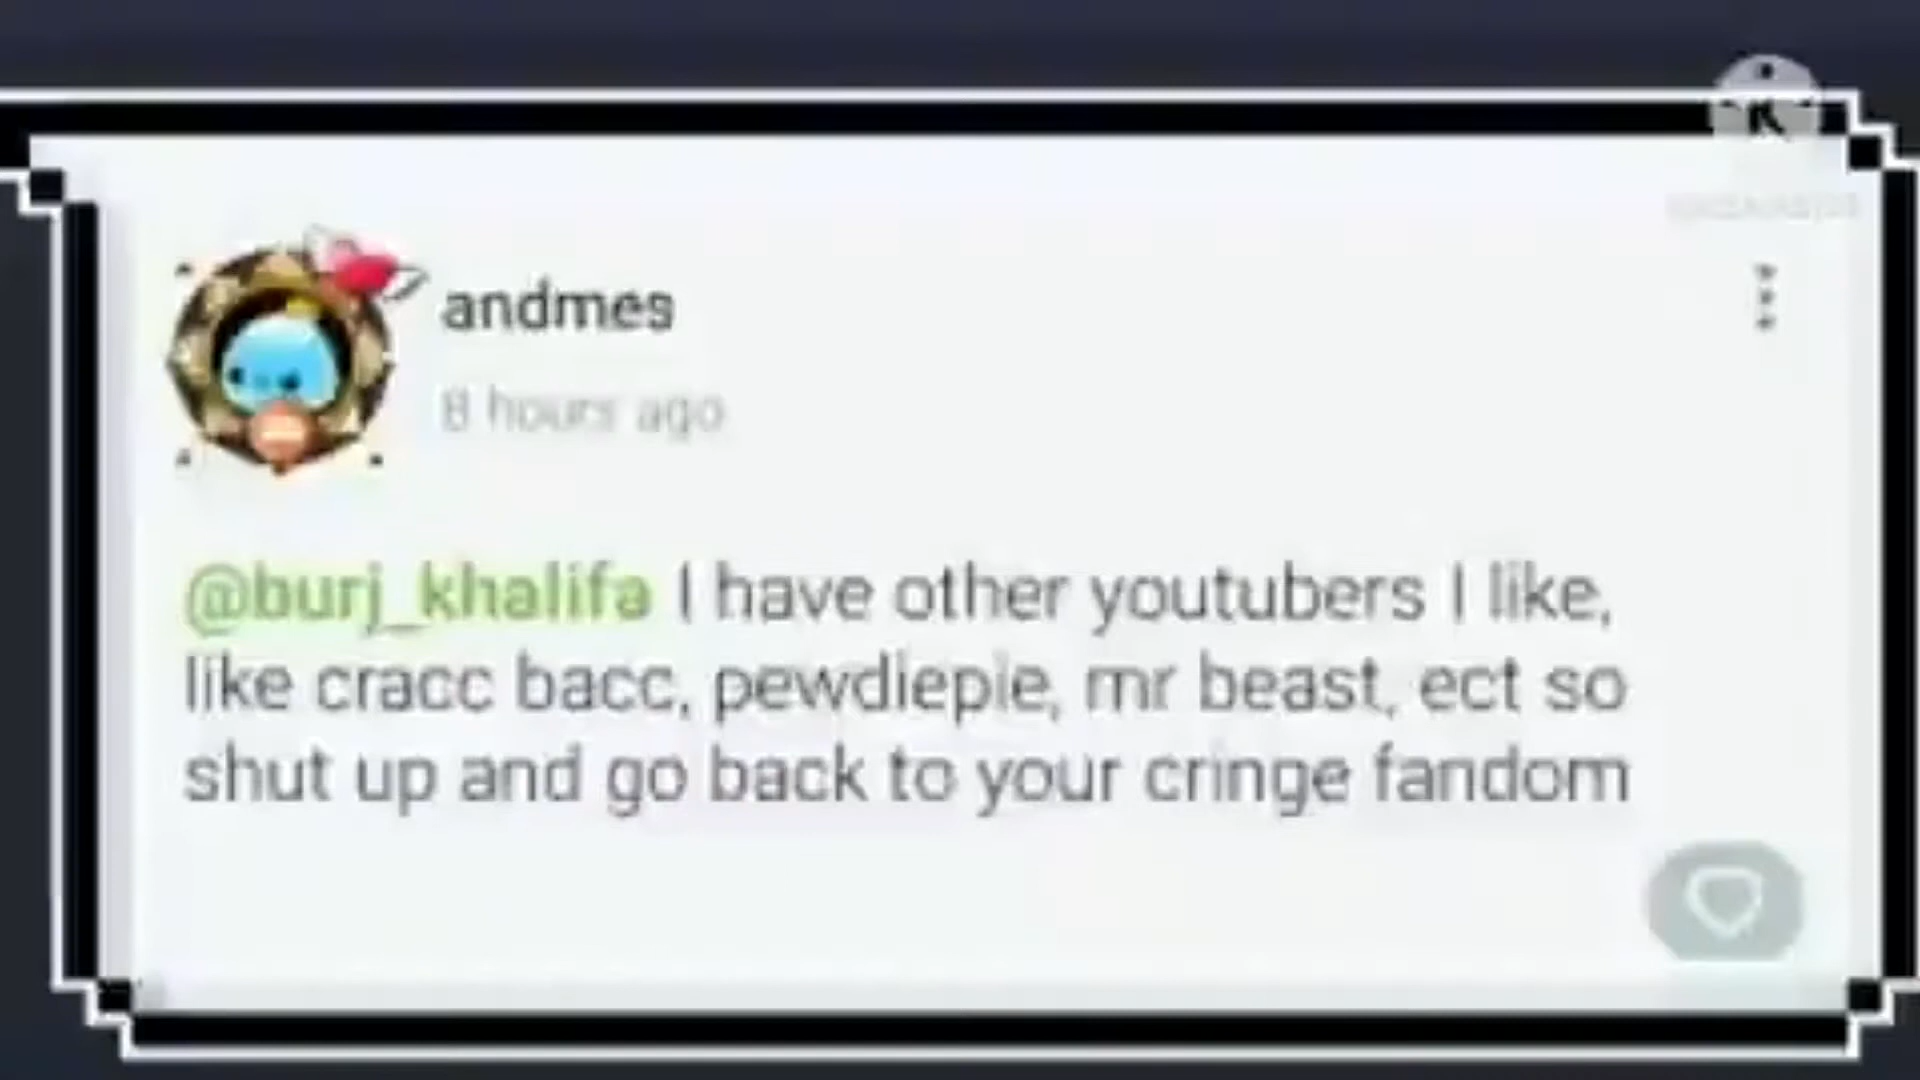 andmes
8 hours ago
@burj_khalifa I have other youtubers I like,
like cracc bacc, pewdiepie, mr beast, ect so
shut up and go back to your cringe fandom